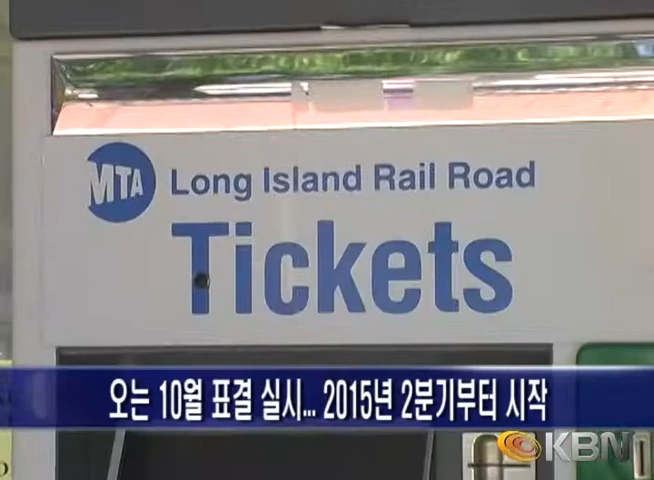 MTA Long Island Rail Road
Tickets
오는 10월 표결 실시... 2015년 2분기부터 시작
KBN